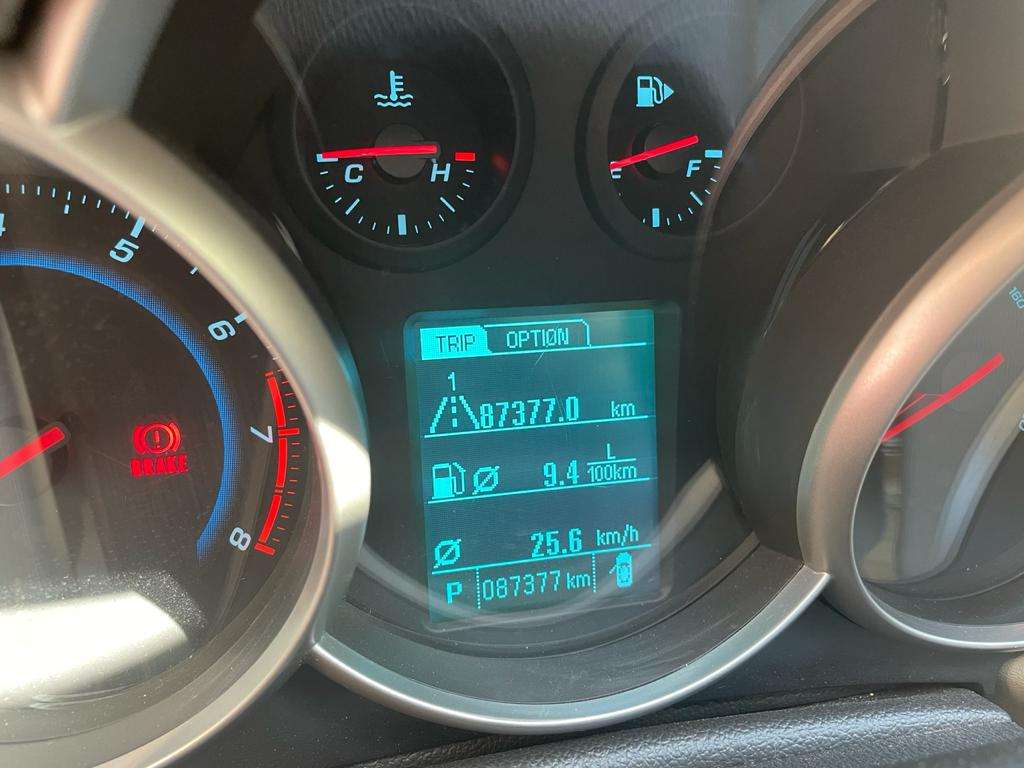 C H
F
4 5 6 7 8
BRAKE
TRIP OPTION
1
87377.0 km
9.4 L/100km
25.6 km/h
P 087377 km
160